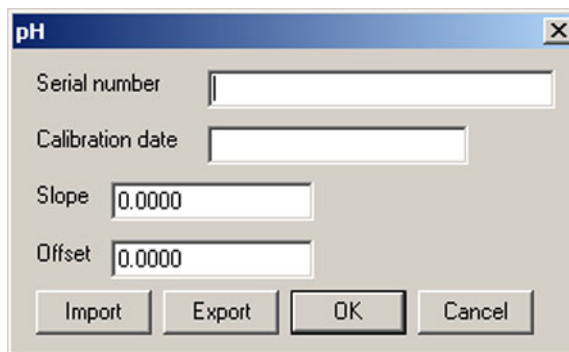 pH
Serial number
Calibration date
Slope 0.0000
Offset 0.0000
Import Export OK Cancel